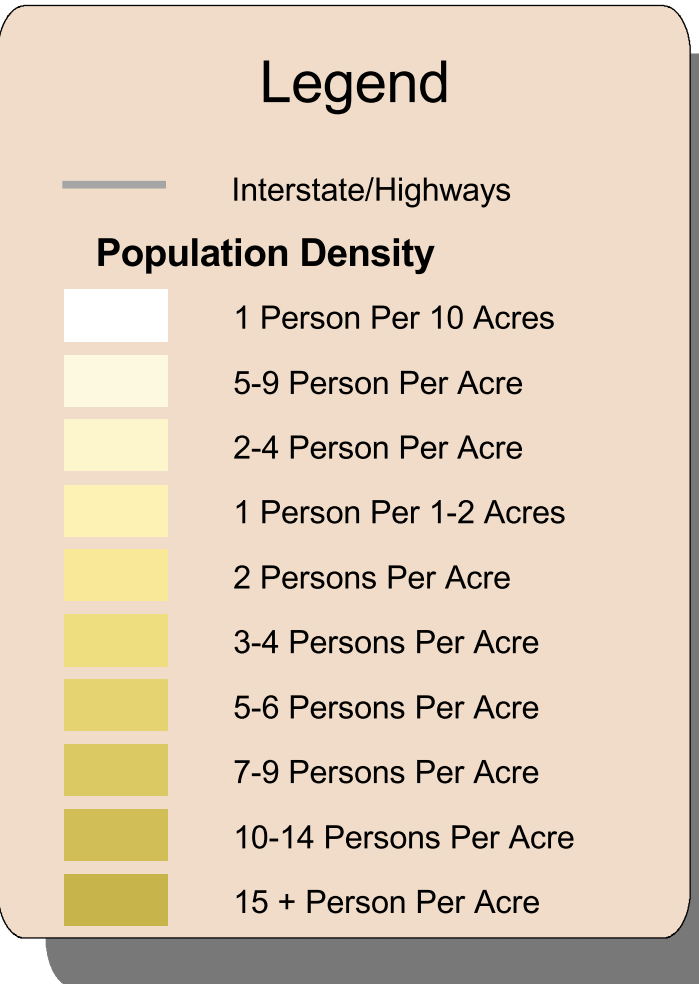 Legend
Interstate/Highways
Population Density
1 Person Per 10 Acres
5-9 Person Per Acre
2-4 Person Per Acre
1 Person Per 1-2 Acres
2 Persons Per Acre
3-4 Persons Per Acre
5-6 Persons Per Acre
7-9 Persons Per Acre
10-14 Persons Per Acre
15 + Person Per Acre